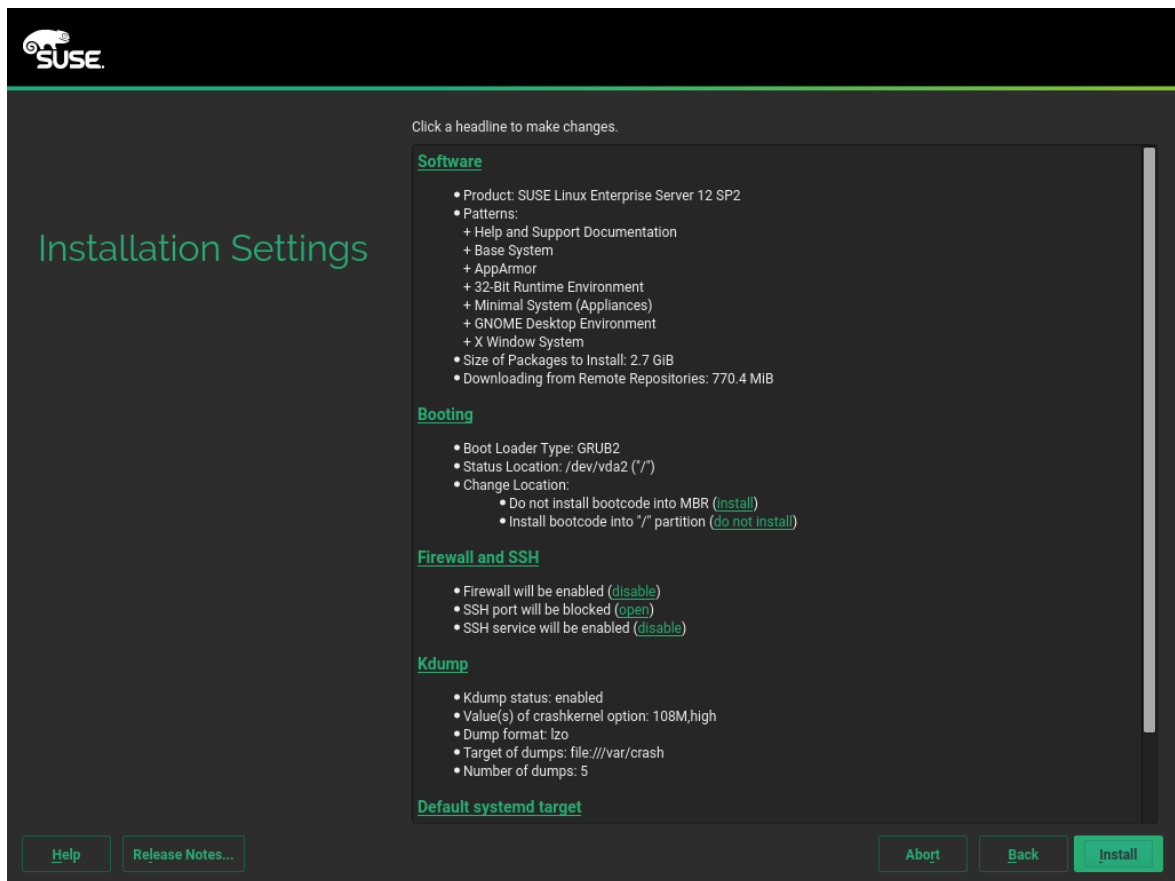 SUSE.
Click a headline to make changes.
Installation Settings
Software
• Product: SUSE Linux Enterprise Server 12 SP2
• Patterns:
+ Help and Support Documentation
+ Base System
+ AppArmor
+ 32-Bit Runtime Environment
+ Minimal System (Appliances)
+ GNOME Desktop Environment
+ X Window System
• Size of Packages to Install: 2.7 GiB
• Downloading from Remote Repositories: 770.4 MiB
Booting
• Boot Loader Type: GRUB2
• Status Location: /dev/vda2 ("/")
• Change Location:
• Do not install bootcode into MBR (install)
• Install bootcode into "/" partition (do not install)
Firewall and SSH
• Firewall will be enabled (disable)
• SSH port will be blocked (open)
• SSH service will be enabled (disable)
Kdump
• Kdump status: enabled
• Value(s) of crashkernel option: 108M,high
• Dump format: lzo
• Target of dumps: file:///var/crash
• Number of dumps: 5
Default systemd target
Help Release Notes... Abort Back Install